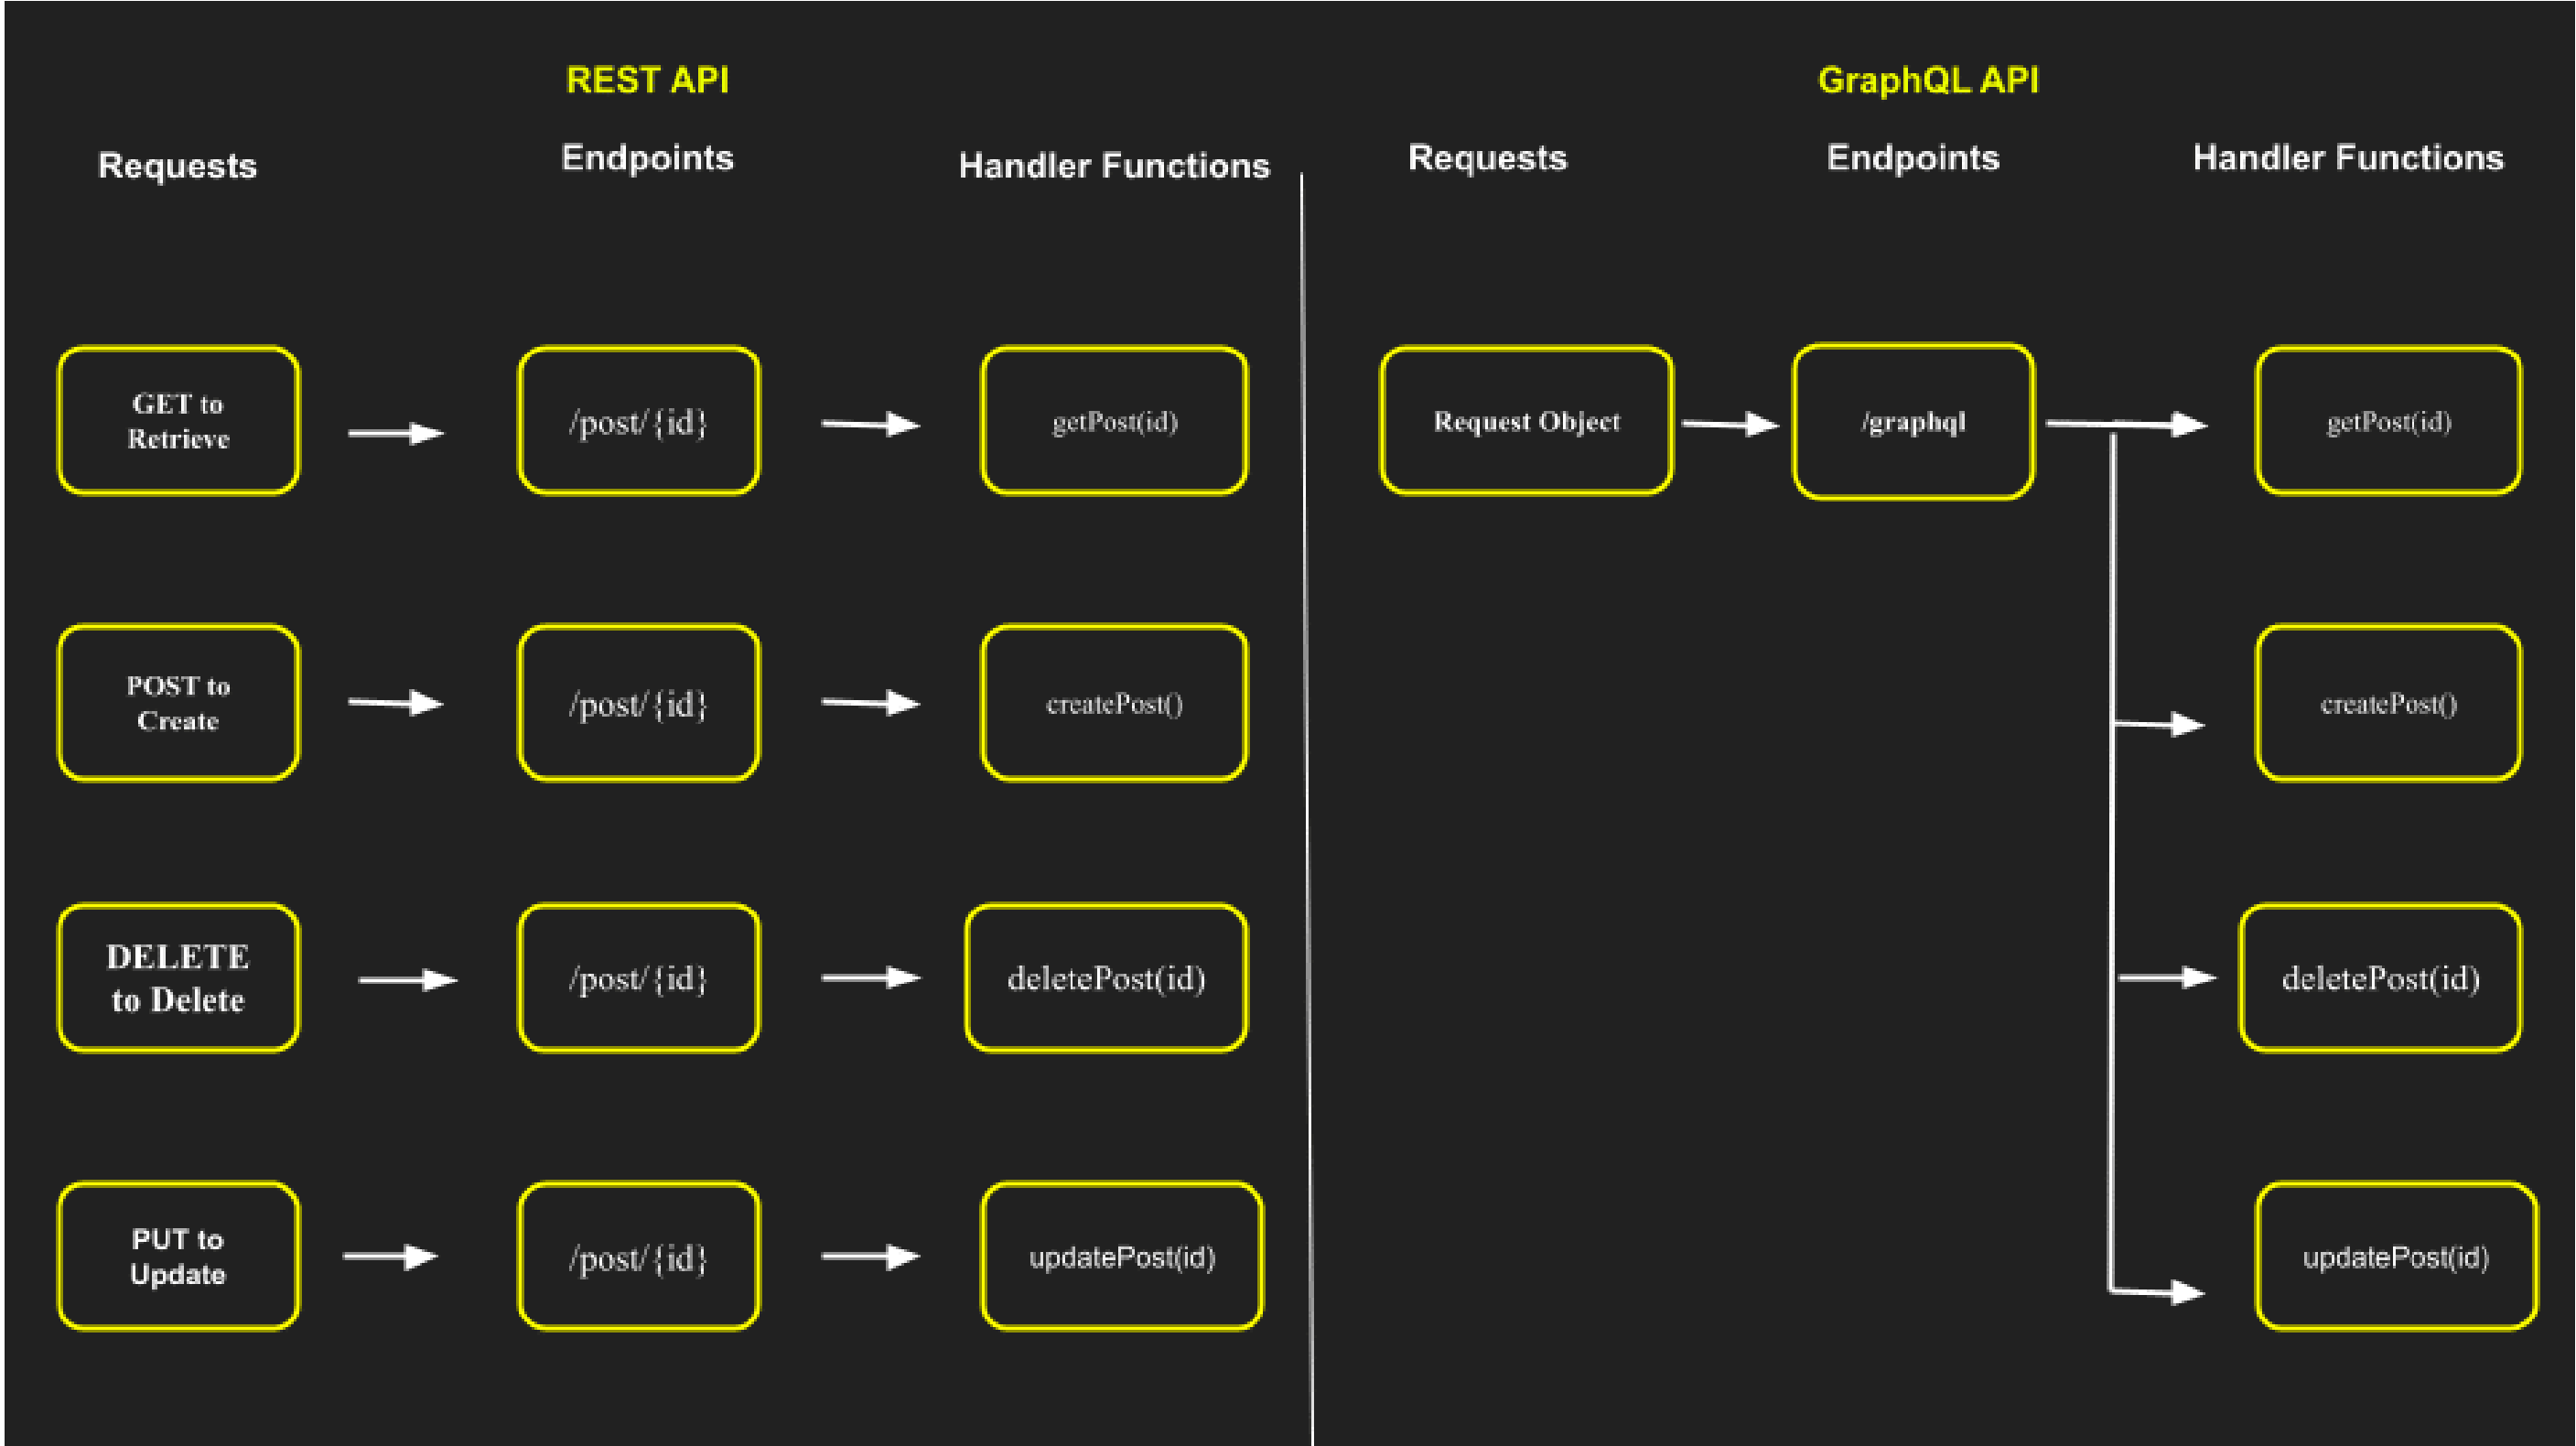 REST API
Requests
Endpoints
Handler Functions
GET to
Retrieve
/post/{id}
getPost(id)
POST to
Create
/post/{id}
createPost()
DELETE
to Delete
/post/{id}
deletePost(id)
PUT to
Update
/post/{id}
updatePost(id)
GraphQL API
Requests
Endpoints
Handler Functions
Request Object
/graphql
getPost(id)
createPost()
deletePost(id)
updatePost(id)